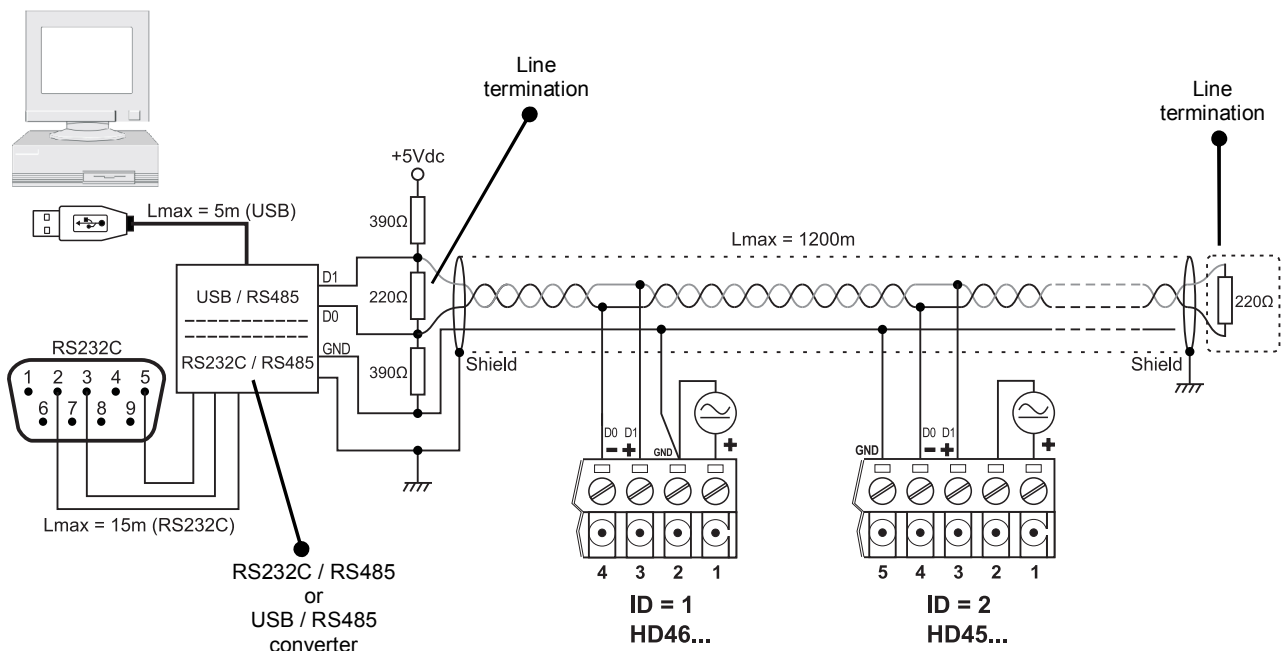 Line
termination
Line
termination
+5Vdc
390Ω
Lmax = 5m (USB)
Lmax = 1200m
D1
USB / RS485
220Ω
220Ω
D0
RS232C
GND
RS232C / RS485
390Ω
Shield
Shield
1 2 3 4 5
6 7 8 9
D0 D1
- +
GND
+
D0 D1
GND
- +
+
Lmax = 15m (RS232C)
RS232C / RS485
or
USB / RS485
converter
4 3 2 1
5 4 3 2 1
ID = 1
HD46...
ID = 2
HD45...